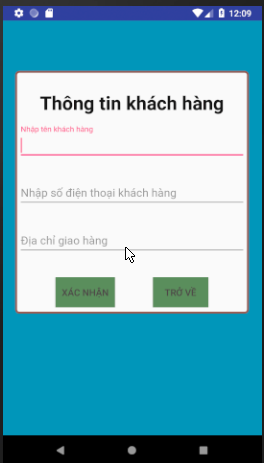 12:09
Thông tin khách hàng
Nhập tên khách hàng
Nhập số điện thoại khách hàng
Địa chỉ giao hàng
XÁC NHẬN TRỞ VỀ